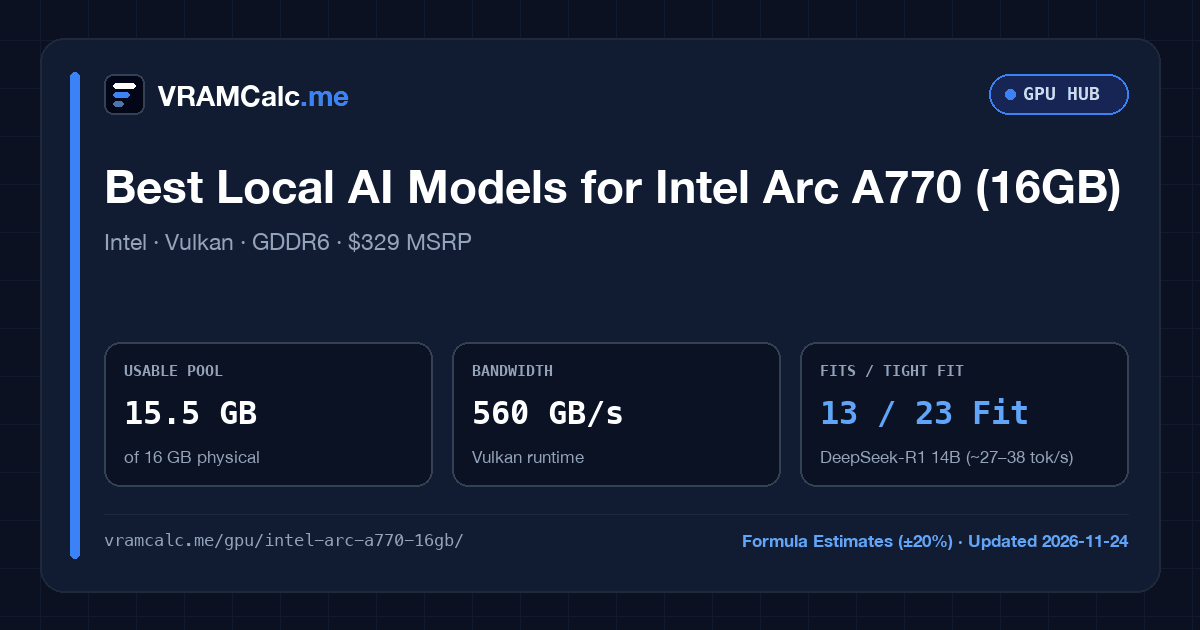 VRAMCalc.me
GPU HUB
Best Local AI Models for Intel Arc A770 (16GB)
Intel · Vulkan · GDDR6 · $329 MSRP
USABLE POOL
15.5 GB
of 16 GB physical
BANDWIDTH
560 GB/s
Vulkan runtime
FITS / TIGHT FIT
13 / 23 Fit
DeepSeek-R1 14B (~27–38 tok/s)
vramcalc.me/gpu/intel-arc-a770-16gb/
Formula Estimates (±20%) · Updated 2026-11-24